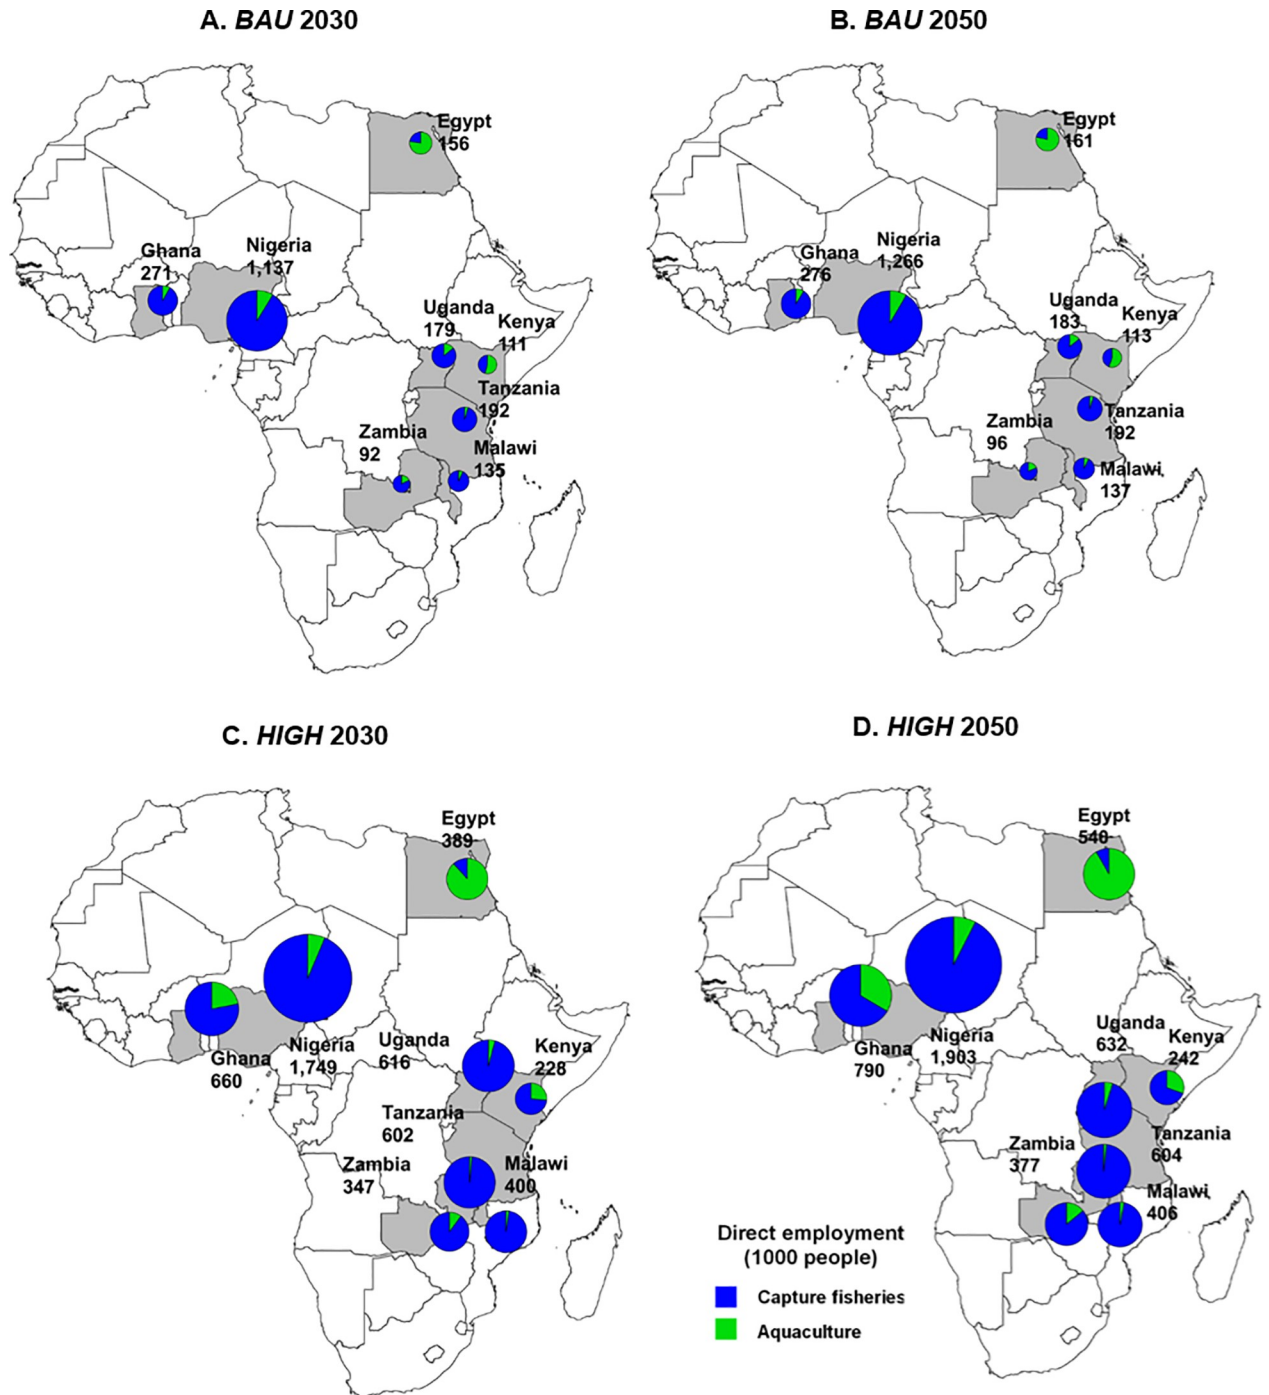 A. BAU 2030
B. BAU 2050
Egypt
156
Ghana
271
Nigeria
1,137
Uganda
179
Kenya
111
Tanzania
192
Zambia
92
Malawi
135
Egypt
161
Ghana
276
Nigeria
1,266
Uganda
183
Kenya
113
Tanzania
192
Zambia
96
Malawi
137
C. HIGH 2030
D. HIGH 2050
Egypt
389
Ghana
660
Nigeria
1,749
Uganda
616
Kenya
228
Tanzania
602
Zambia
347
Malawi
400
Egypt
540
Ghana
790
Nigeria
1,903
Uganda
632
Kenya
242
Tanzania
604
Zambia
377
Malawi
406
Direct employment
(1000 people)
Capture fisheries
Aquaculture